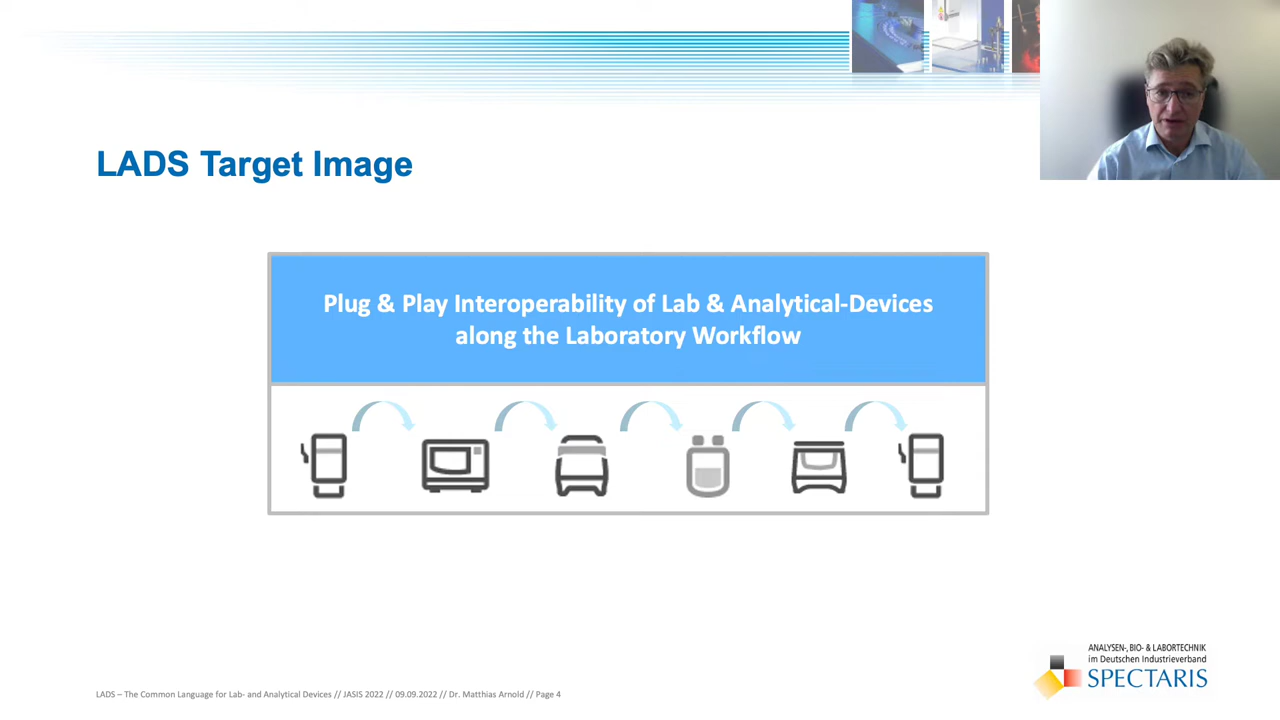 LADS Target Image
Plug & Play Interoperability of Lab & Analytical-Devices
along the Laboratory Workflow
ANALYSEN-, BIO- & LABORTECHNIK
im Deutschen Industrieverband
SPECTARIS
LADS – The Common Language for Lab- and Analytical Devices // JASIS 2022 // 09.09.2022 // Dr. Matthias Arnold // Page 4